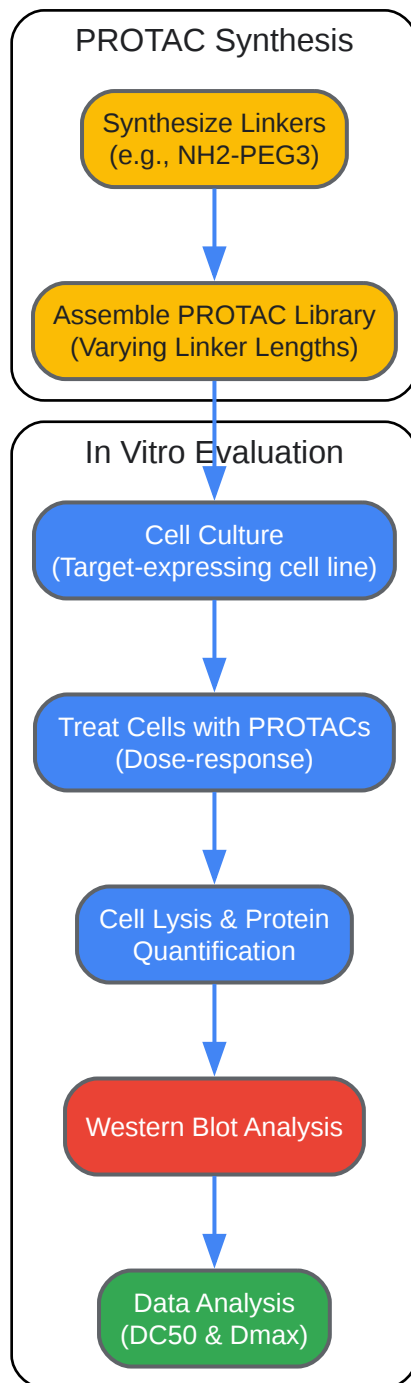 PROTAC Synthesis
Synthesize Linkers
(e.g., NH2-PEG3)
Assemble PROTAC Library
(Varying Linker Lengths)
In Vitro Evaluation
Cell Culture
(Target-expressing cell line)
Treat Cells with PROTACs
(Dose-response)
Cell Lysis & Protein
Quantification
Western Blot Analysis
Data Analysis
(DC50 & Dmax)